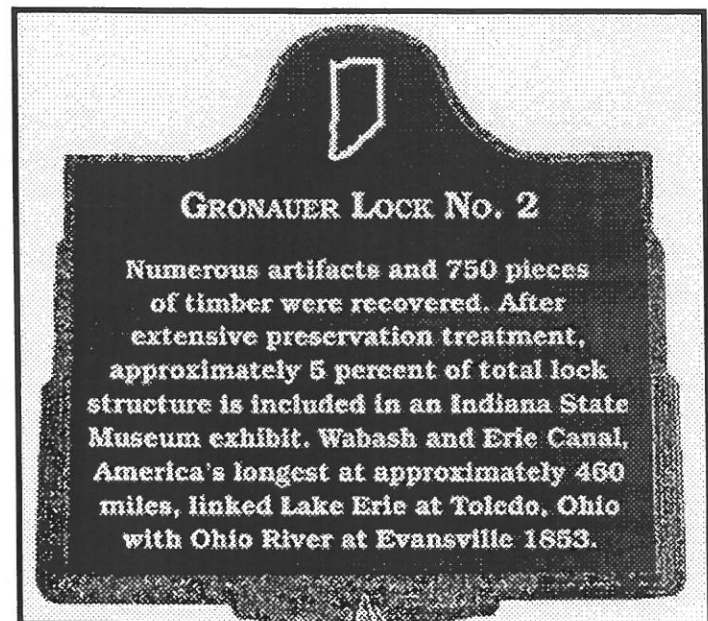 GRONAUER LOCK NO. 2
Numerous artifacts and 750 pieces
of timber were recovered. After
extensive preservation treatment,
approximately 5 percent of total lock
structure is included in an Indiana State
Museum exhibit. Wabash and Erie Canal,
America's longest at approximately 460
miles, linked Lake Erie at Toledo, Ohio
with Ohio River at Evansville 1853.